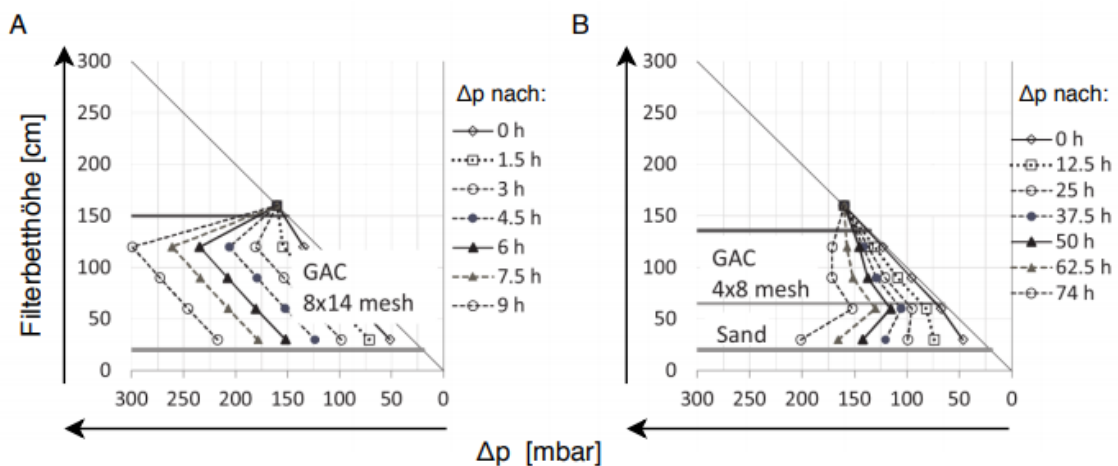 A
300
250
200
150
100
50
0
300 250 200 150 100 50 0
Filterbetthöhe [cm]
GAC
8x14 mesh
Δp nach:
0 h
1.5 h
3 h
4.5 h
6 h
7.5 h
9 h
B
300
250
200
150
100
50
0
300 250 200 150 100 50 0
GAC
4x8 mesh
Sand
Δp nach:
0 h
12.5 h
25 h
37.5 h
50 h
62.5 h
74 h
Δp [mbar]